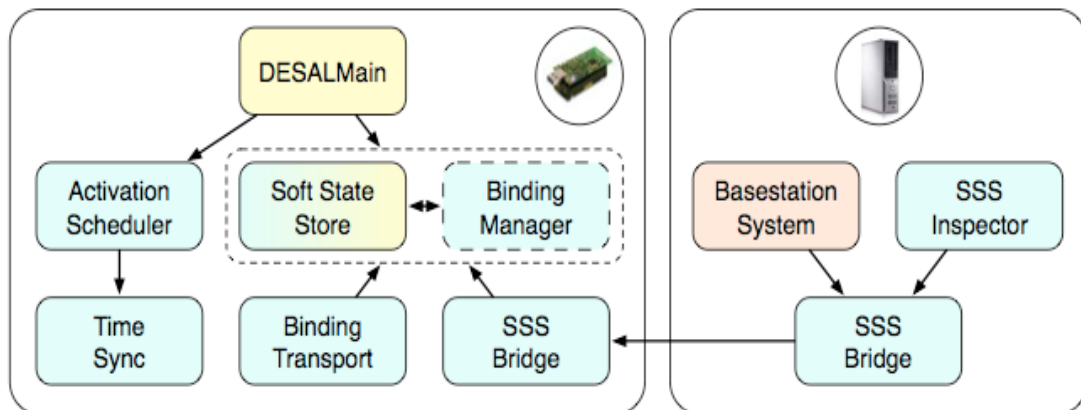 DESALMain
Activation
Scheduler
Soft State
Store
Binding
Manager
Basestation
System
SSS
Inspector
Time
Sync
Binding
Transport
SSS
Bridge
SSS
Bridge